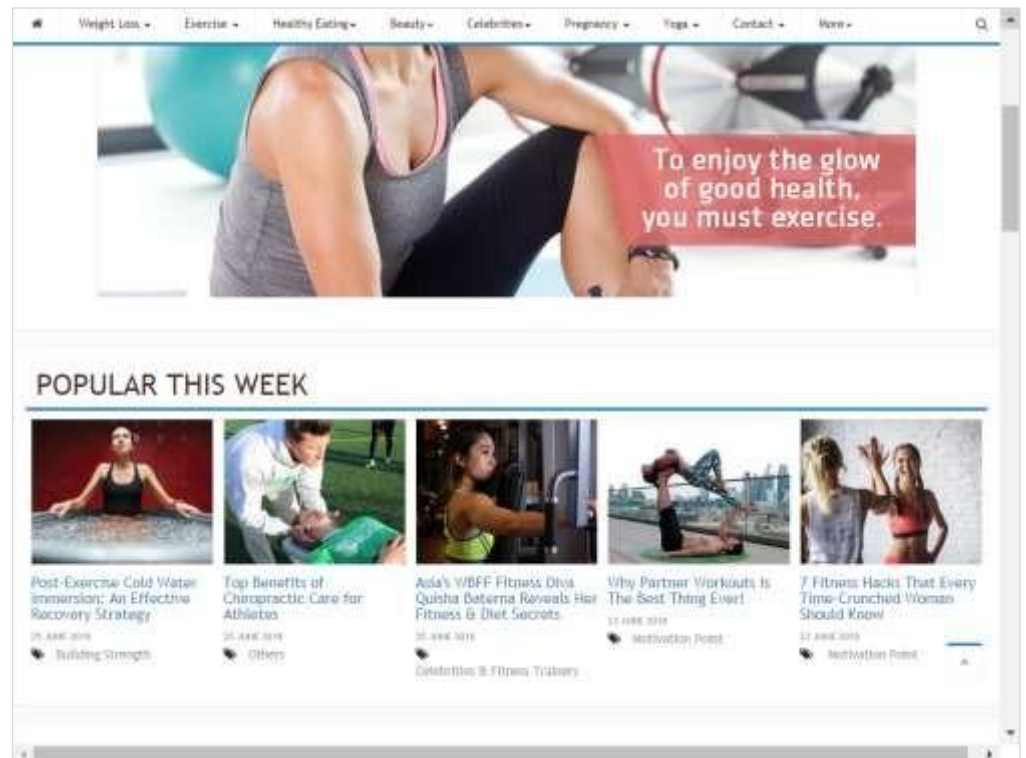 Weight Loss
Exercise
Healthy Eating
Beauty
Celebrities
Pregnancy
Yoga
Contact
More
To enjoy the glow
of good health,
you must exercise.
POPULAR THIS WEEK
Post-Exercise Cold Water
Immersion: An Effective
Recovery Strategy
Building Strength
Top Benefits of
Chiropractic Care for
Athletes
Others
Asia's WBFF Fitness Diva
Quisha Baterna Reveals Her
Fitness & Diet Secrets
Celebrities & Fitness Trainers
Why Partner Workouts Is
The Best Thing Ever!
Motivation Point
7 Fitness Hacks That Every
Time-Crunched Woman
Should Know
Motivation Point